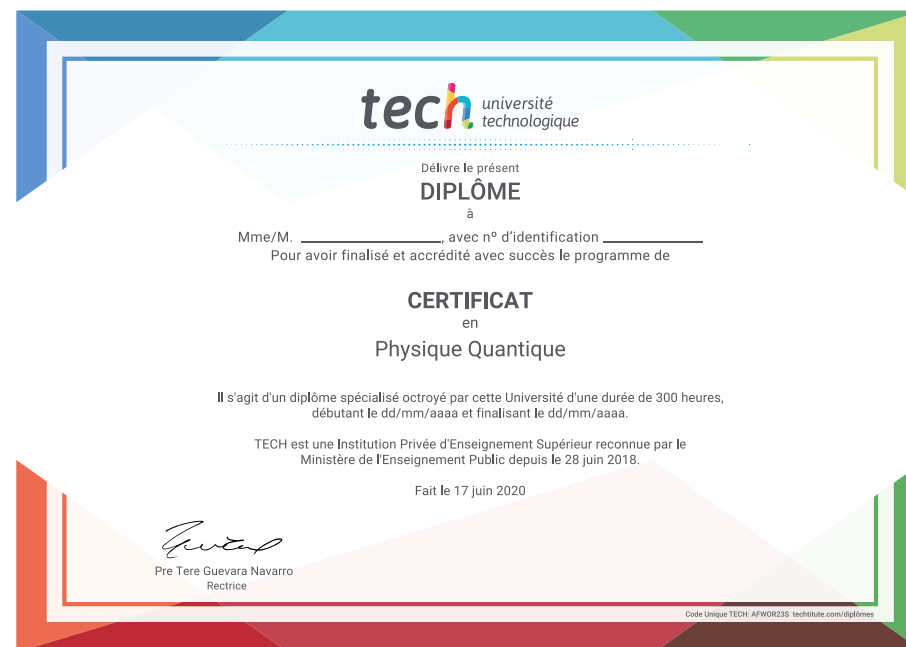 tech université
technologique
Délivre le présent
DIPLÔME
à
Mme/M. ____________________, avec nº d'identification ______________
Pour avoir finalisé et accrédité avec succès le programme de
CERTIFICAT
en
Physique Quantique
Il s'agit d'un diplôme spécialisé octroyé par cette Université d'une durée de 300 heures,
débutant le dd/mm/aaaa et finalisant le dd/mm/aaaa.
TECH est une Institution Privée d'Enseignement Supérieur reconnue par le
Ministère de l'Enseignement Public depuis le 28 juin 2018.
Fait le 17 juin 2020
Pre Tere Guevara Navarro
Rectrice
Code Unique TECH: AFWOR23S techtitute.com/diplômes